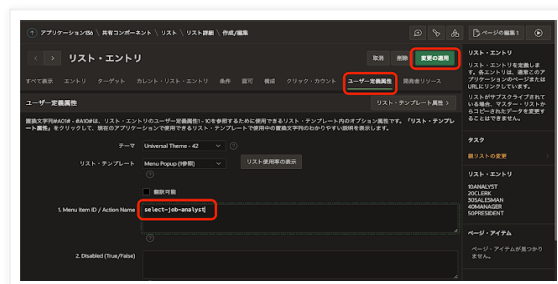 アプリケーション136 \ 共有コンポーネント \ リスト \ リスト詳細 \ 作成/編集
ページの編集1
リスト・エントリ
取消 削除 変更の適用
すべて表示 エントリ ターゲット カレント・リスト・エントリ 条件 認可 構成 クリック・カウント ユーザー定義属性 開発者リリース
ユーザー定義属性
リスト・テンプレート属性 >
置換文字列#A01# - #A10#は、リスト・エントリのユーザー定義属性1 - 10を参照するために使用できるリスト・テンプレート内のオプション属性です。「リスト・テンプレート属性」をクリックして、現在のアプリケーションで使用できるリスト・テンプレートで使用中の置換文字列のわかりやすい説明を表示します。
テーマ Universal Theme - 42
リスト・テンプレート Menu Popup (9参照) リスト使用率の表示
翻訳可能
1. Menu Item ID / Action Name select-job-analyst
2. Disabled (True/False)
リスト・エントリ
リスト・エントリを定義します。各エントリは、通常このアプリケーションのページまたはURLにリンクしています。
リストがサブスクライブされている場合、マスター・リストからコピーされたデータを変更することはできません。
タスク
親リストの変更
リスト・エントリ
10ANALYST
20CLERK
30SALESMAN
40MANAGER
50PRESIDENT
ページ・アイテム
ページ・アイテムが見つかりません。